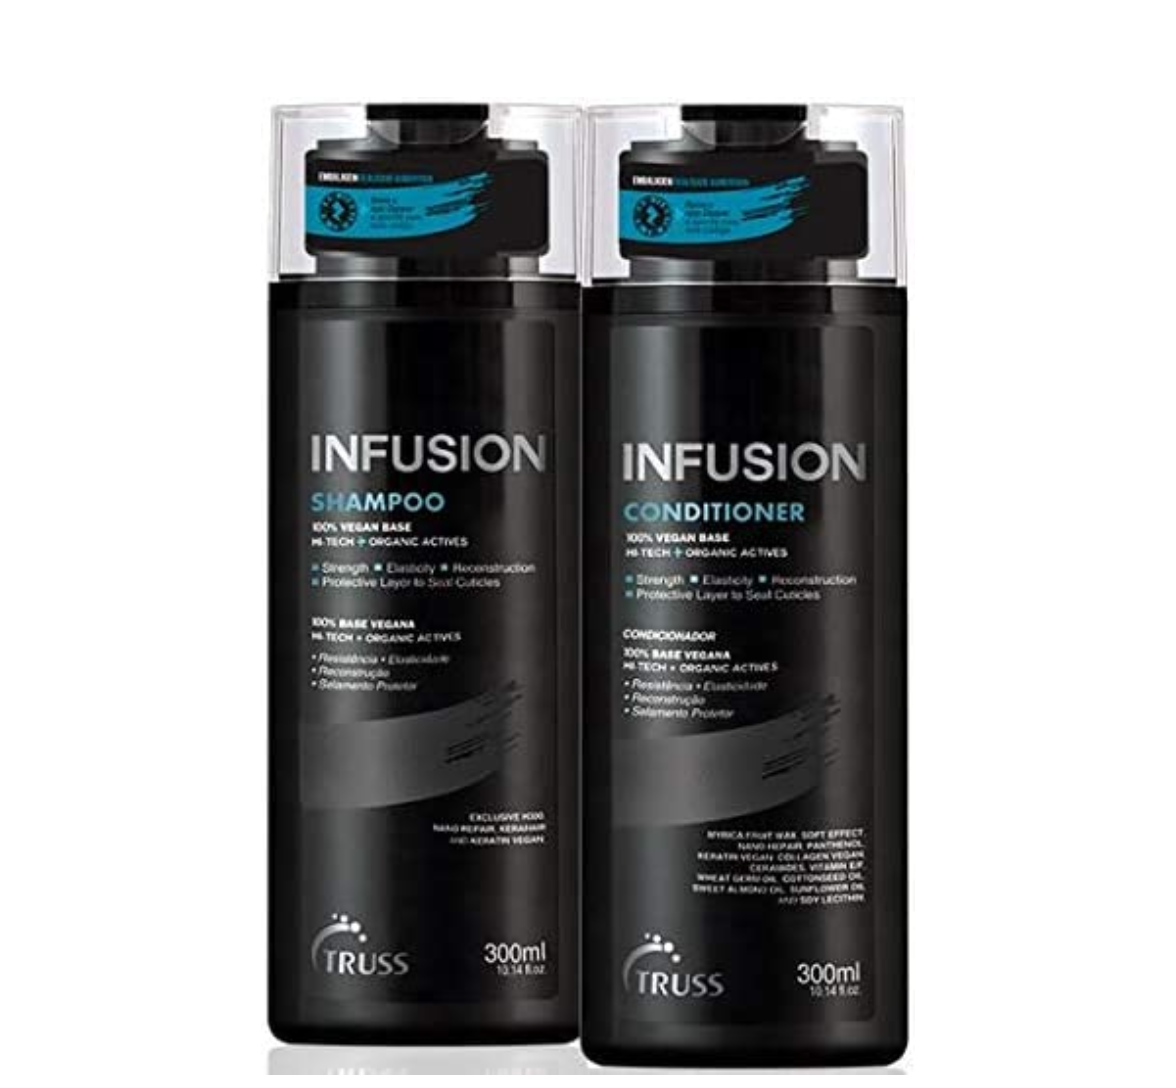 INFUSION
SHAMPOO
100% VEGAN BASE
HI-TECH + ORGANIC ACTIVES
Strength Elasticity Reconstruction
Protective Layer to Seal Cuticles
100% BASE VEGANA
HI-TECH + ORGANIC ACTIVES
• Resistência • Elasticidade
• Reconstrução
• Selamento Protetor
EXCLUSIVE
NANO REPAIR, KERAHAIR
AND KERATIN VEGAN
TRUSS
300ml
10.14 fl.oz.
INFUSION
CONDITIONER
100% VEGAN BASE
HI-TECH + ORGANIC ACTIVES
Strength Elasticity Reconstruction
Protective Layer to Seal Cuticles
CONDICIONADOR
100% BASE VEGANA
HI-TECH + ORGANIC ACTIVES
• Resistência • Elasticidade
• Reconstrução
• Selamento Protetor
MYRICA FRUIT WAX, SOFT EFFECT,
NANO REPAIR, PANTHENOL,
KERATIN VEGAN, COLLAGEN VEGAN,
CERAMIDES, VITAMIN E/F,
WHEAT GERM OIL, COTTONSEED OIL,
SWEET ALMOND OIL, SUNFLOWER OIL
AND SOY LECITHIN.
TRUSS
300ml
10.14 fl.oz.